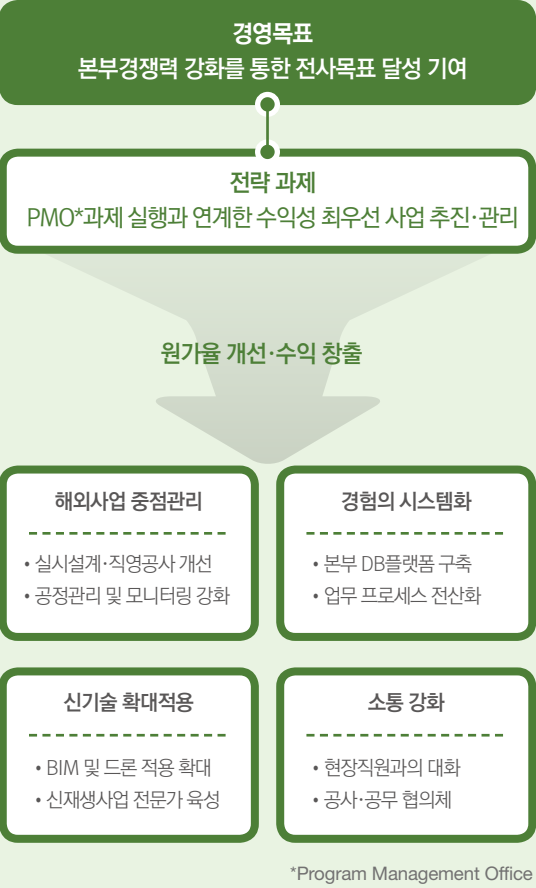 경영목표
본부경쟁력 강화를 통한 전사목표 달성 기여
전략 과제
PMO*과제 실행과 연계한 수익성 최우선 사업 추진·관리
원가율 개선·수익 창출
해외사업 중점관리
• 실시설계·직영공사 개선
• 공정관리 및 모니터링 강화
경험의 시스템화
• 본부 DB플랫폼 구축
• 업무 프로세스 전산화
신기술 확대적용
• BIM 및 드론 적용 확대
• 신재생사업 전문가 육성
소통 강화
• 현장직원과의 대화
• 공사·공무 협의체
*Program Management Office